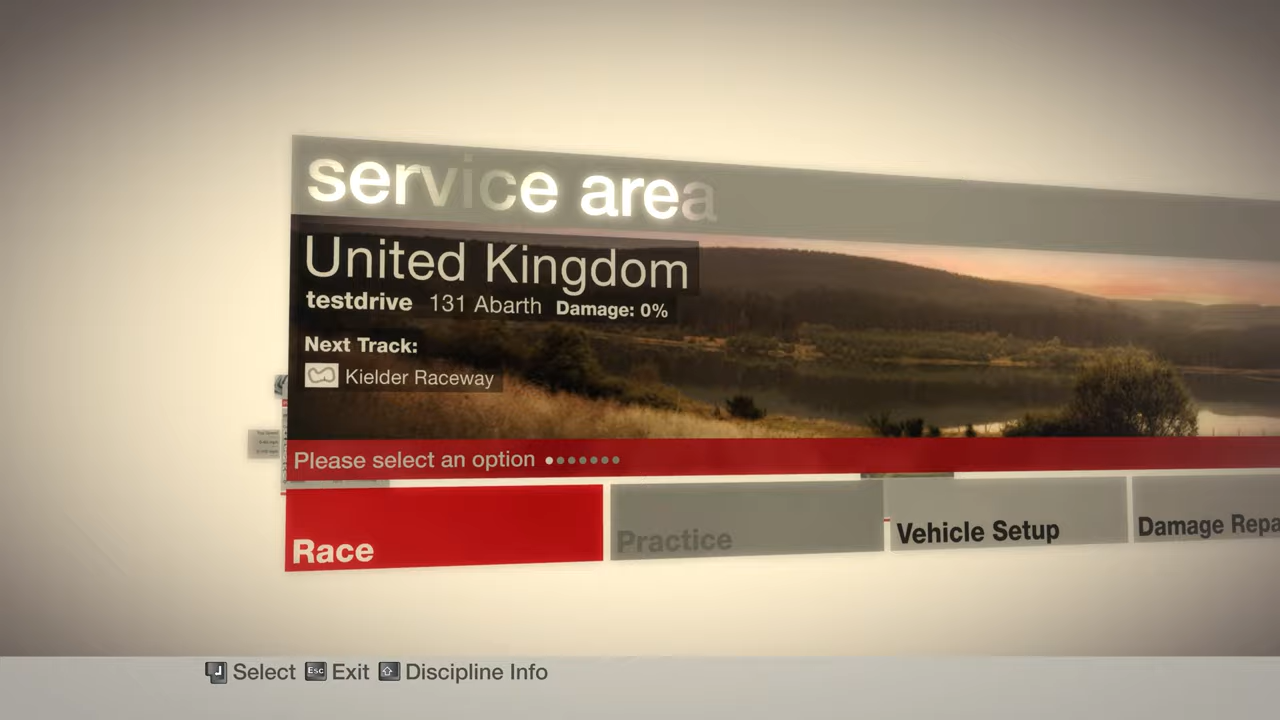 service area
United Kingdom
testdrive 131 Abarth Damage: 0%
Next Track:
Kielder Raceway
Please select an option
Race
Practice
Vehicle Setup
Damage Repa
Select Esc Exit Discipline Info